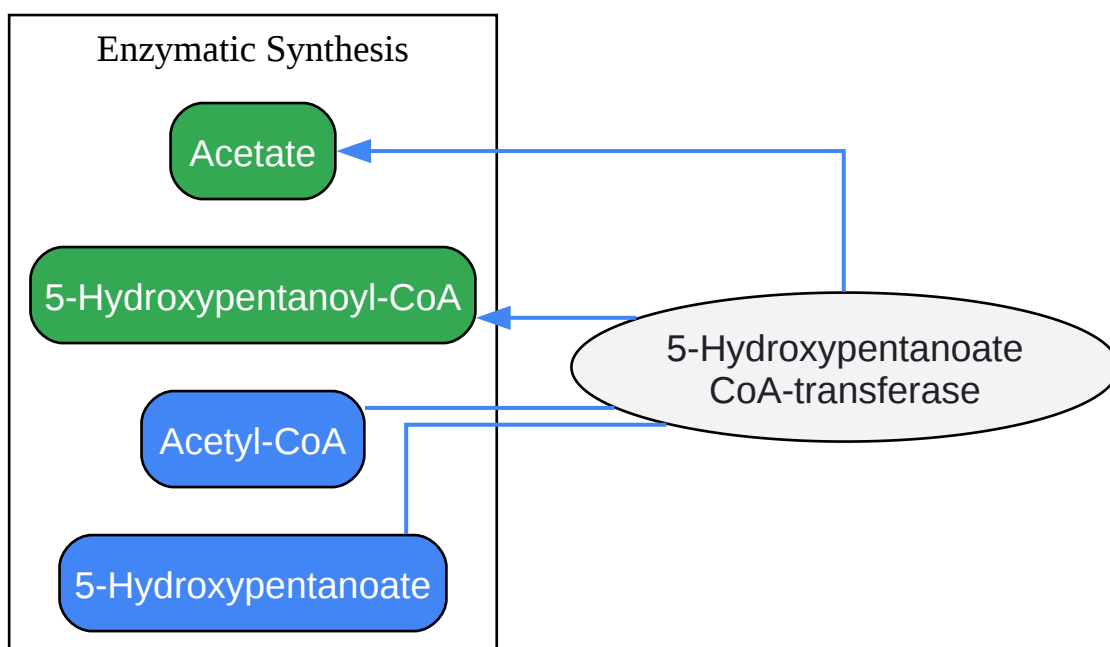 Enzymatic Synthesis
Acetate
5-Hydroxypentanoyl-CoA
5-Hydroxypentanoate
CoA-transferase
Acetyl-CoA
5-Hydroxypentanoate